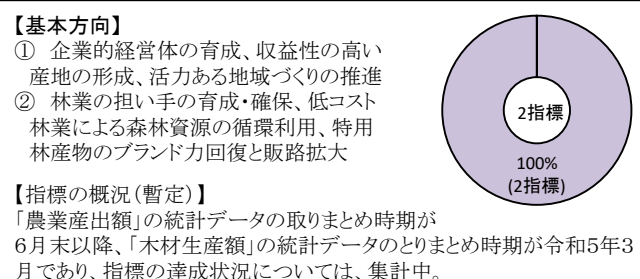 【基本方向】
① 企業的経営体の育成、収益性の高い
産地の形成、活力ある地域づくりの推進
② 林業の担い手の育成・確保、低コスト
林業による森林資源の循環利用、特用
林産物のブランド力回復と販路拡大
2指標
100%
(2指標)
【指標の概況(暫定)】
「農業産出額」の統計データの取りまとめ時期が
6月末以降、「木材生産額」の統計データのとりまとめ時期が令和5年3
月であり、指標の達成状況については、集計中。